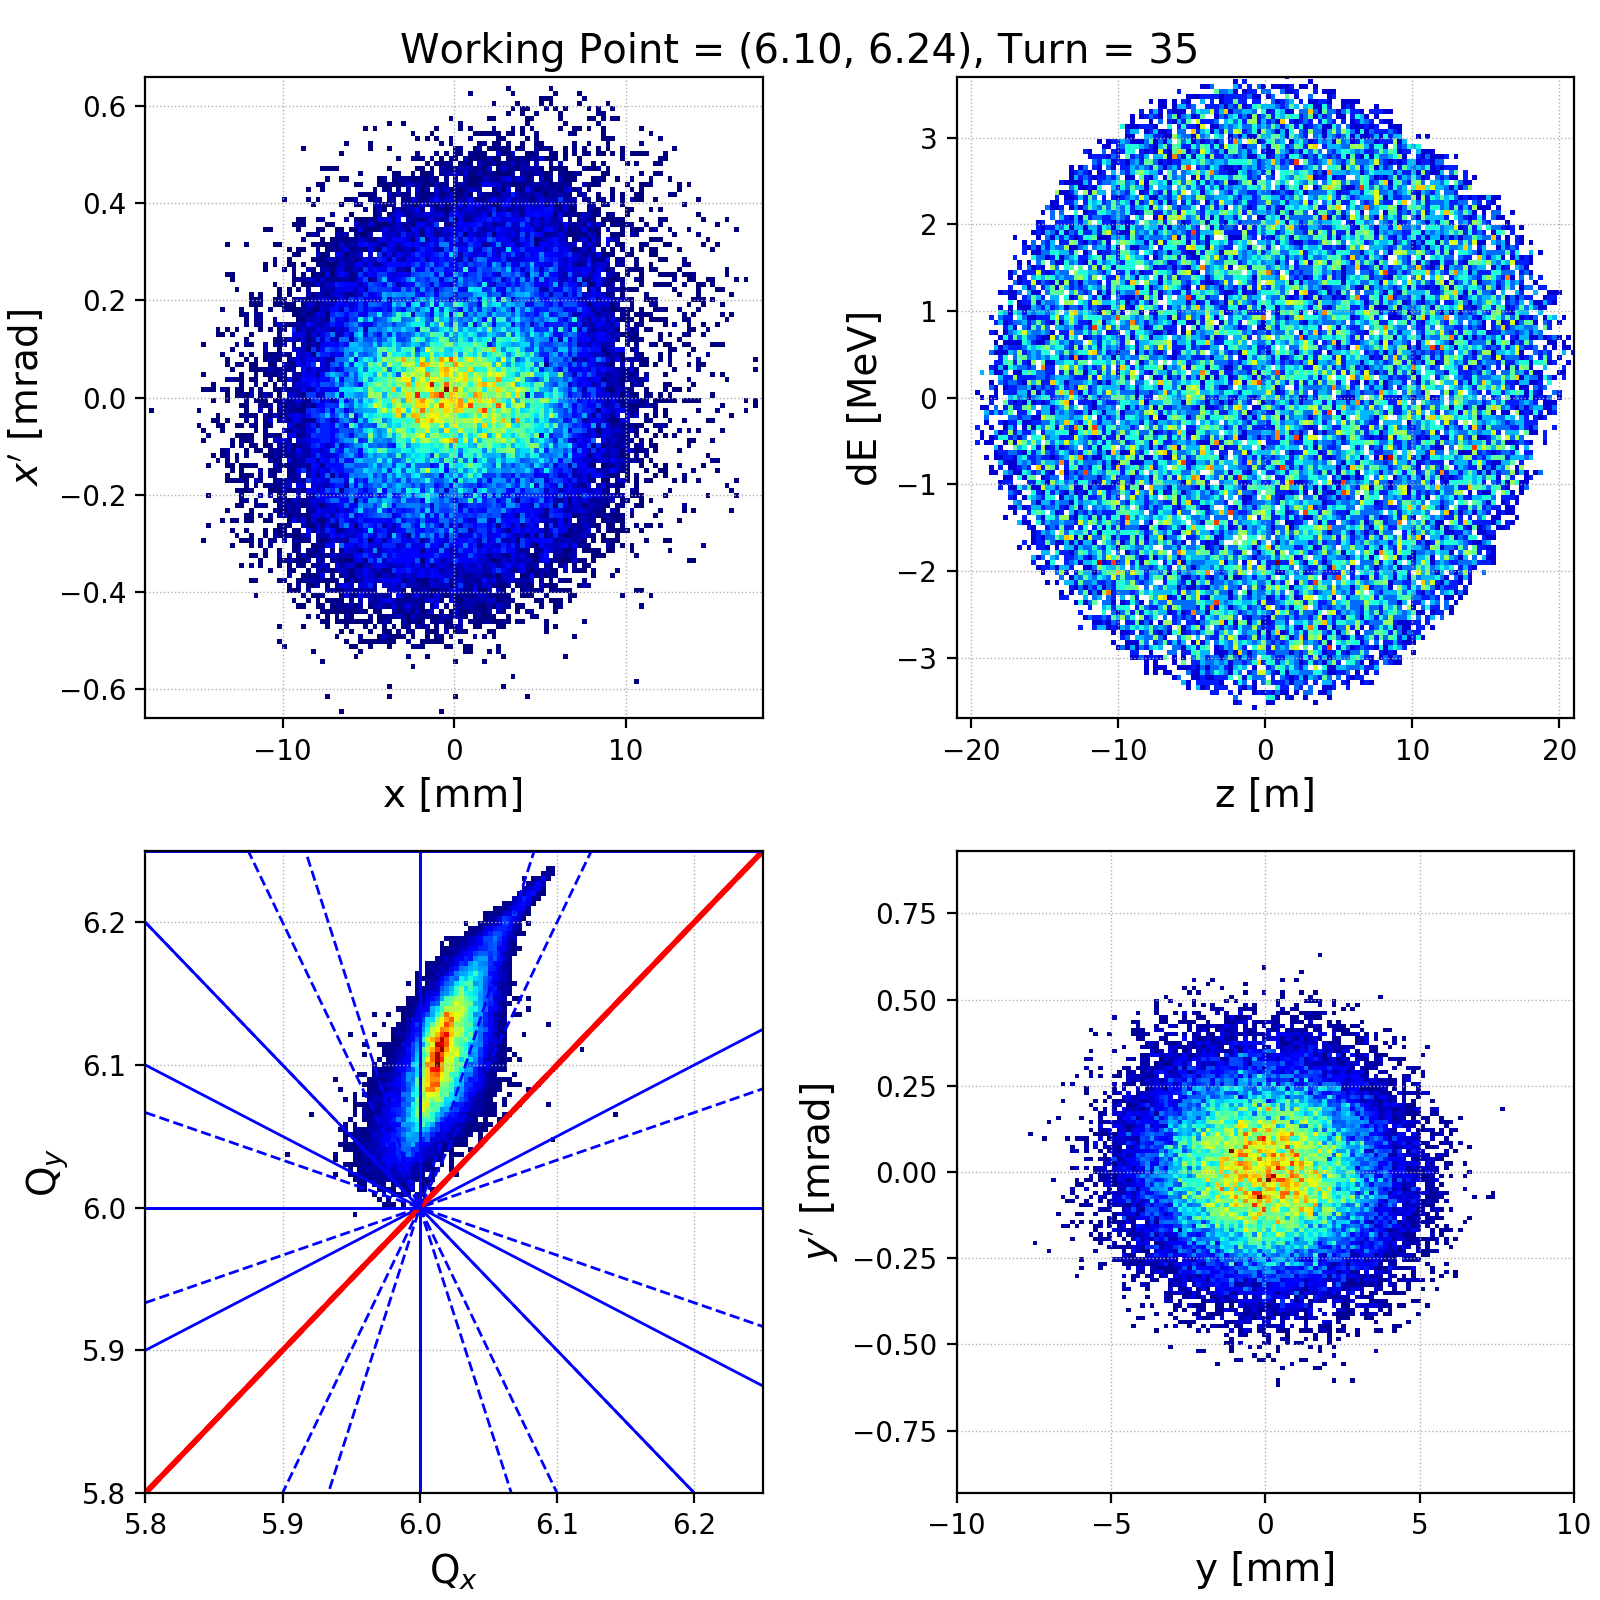 Working Point = (6.10, 6.24), Turn = 35
0.6
0.4
0.2
0.0
−0.2
−0.4
−0.6
x′ [mrad]
−10 0 10
x [mm]
3
2
1
0
−1
−2
−3
dE [MeV]
−20 −10 0 10 20
z [m]
6.2
6.1
6.0
5.9
5.8
Qy
5.8 5.9 6.0 6.1 6.2
Qx
0.75
0.50
0.25
0.00
−0.25
−0.50
−0.75
y′ [mrad]
−10 −5 0 5 10
y [mm]